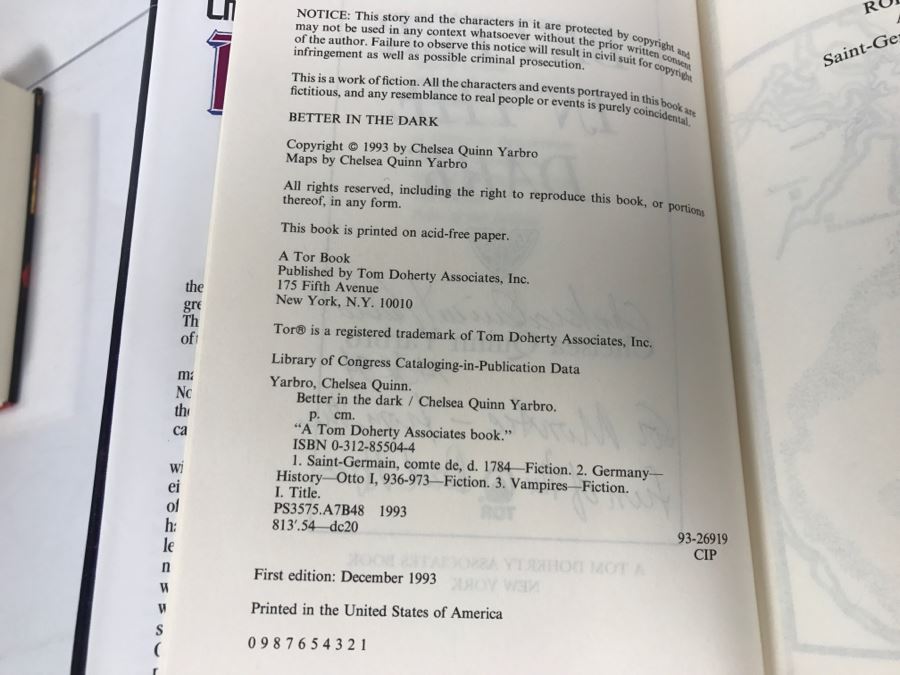 NOTICE: This story and the characters in it are protected by copyright and
may not be used in any context whatsoever without the prior written consent
of the author. Failure to observe this notice will result in civil suit for copyright
infringement as well as possible criminal prosecution.
This is a work of fiction. All the characters and events portrayed in this book are
fictitious, and any resemblance to real people or events is purely coincidental.
BETTER IN THE DARK
Copyright © 1993 by Chelsea Quinn Yarbro
Maps by Chelsea Quinn Yarbro
All rights reserved, including the right to reproduce this book, or portions
thereof, in any form.
This book is printed on acid-free paper.
A Tor Book
Published by Tom Doherty Associates, Inc.
175 Fifth Avenue
New York, N.Y. 10010
Tor® is a registered trademark of Tom Doherty Associates, Inc.
Library of Congress Cataloging-in-Publication Data
Yarbro, Chelsea Quinn.
Better in the dark / Chelsea Quinn Yarbro.
p. cm.
"A Tom Doherty Associates book."
ISBN 0-312-85504-4
1. Saint-Germain, comte de, d. 1784—Fiction. 2. Germany—
History—Otto I, 936-973—Fiction. 3. Vampires—Fiction.
I. Title.
PS3575.A7B48 1993
813'.54—dc20
93-26919
CIP
First edition: December 1993
Printed in the United States of America
0 9 8 7 6 5 4 3 2 1
the
of
the
of